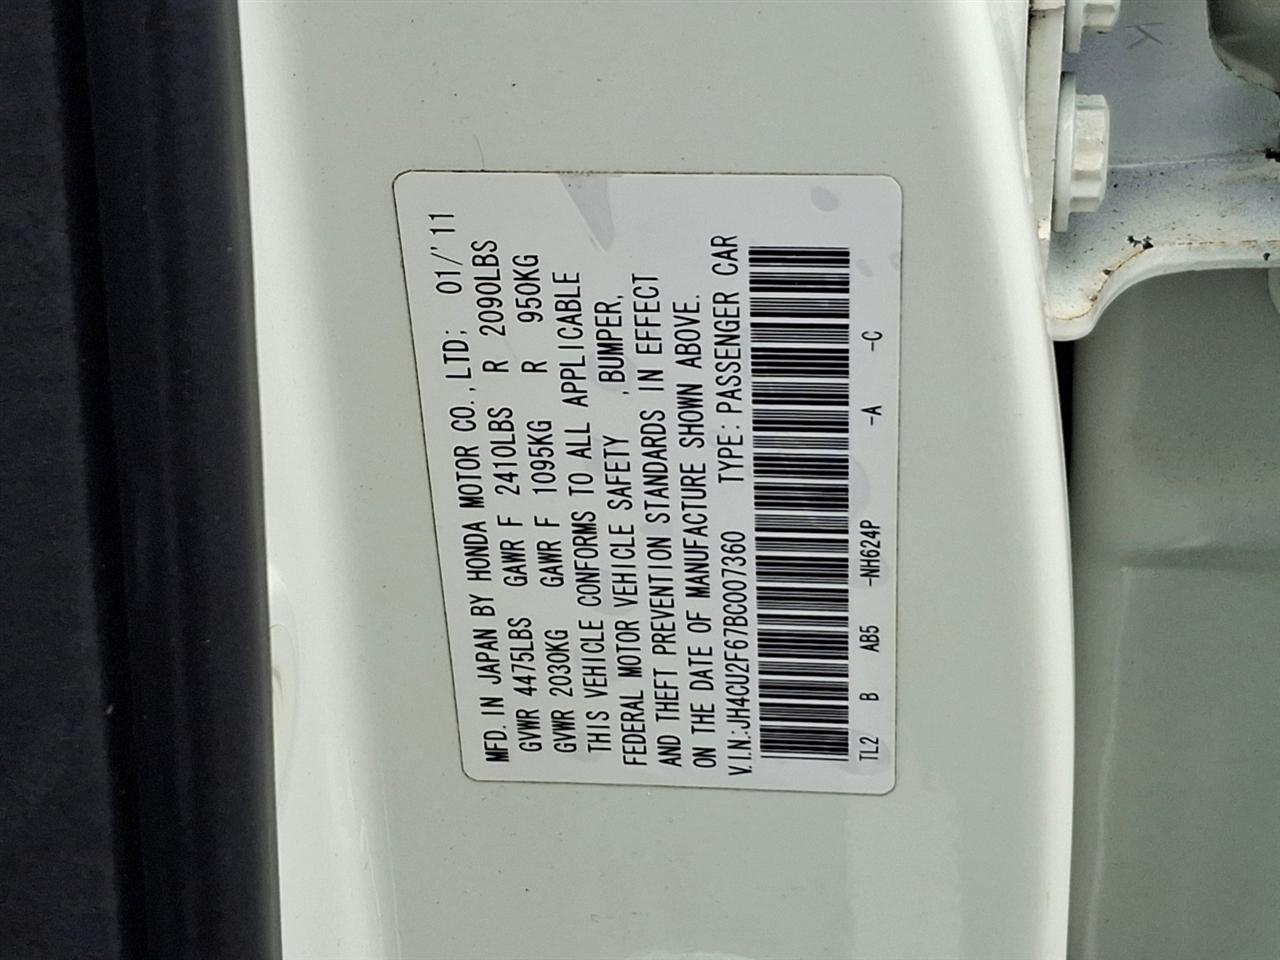 MFD. IN JAPAN BY HONDA MOTOR CO., LTD; 01/'11
GVWR 4475LBS GAWR F 2410LBS R 2090LBS
GVWR 2030KG GAWR F 1095KG R 950KG
THIS VEHICLE CONFORMS TO ALL APPLICABLE
FEDERAL MOTOR VEHICLE SAFETY , BUMPER,
AND THEFT PREVENTION STANDARDS IN EFFECT
ON THE DATE OF MANUFACTURE SHOWN ABOVE.
V.I.N.:JH4CU2F67BC007360 TYPE: PASSENGER CAR
TL2 B AB5 -NH624P -A -C
K